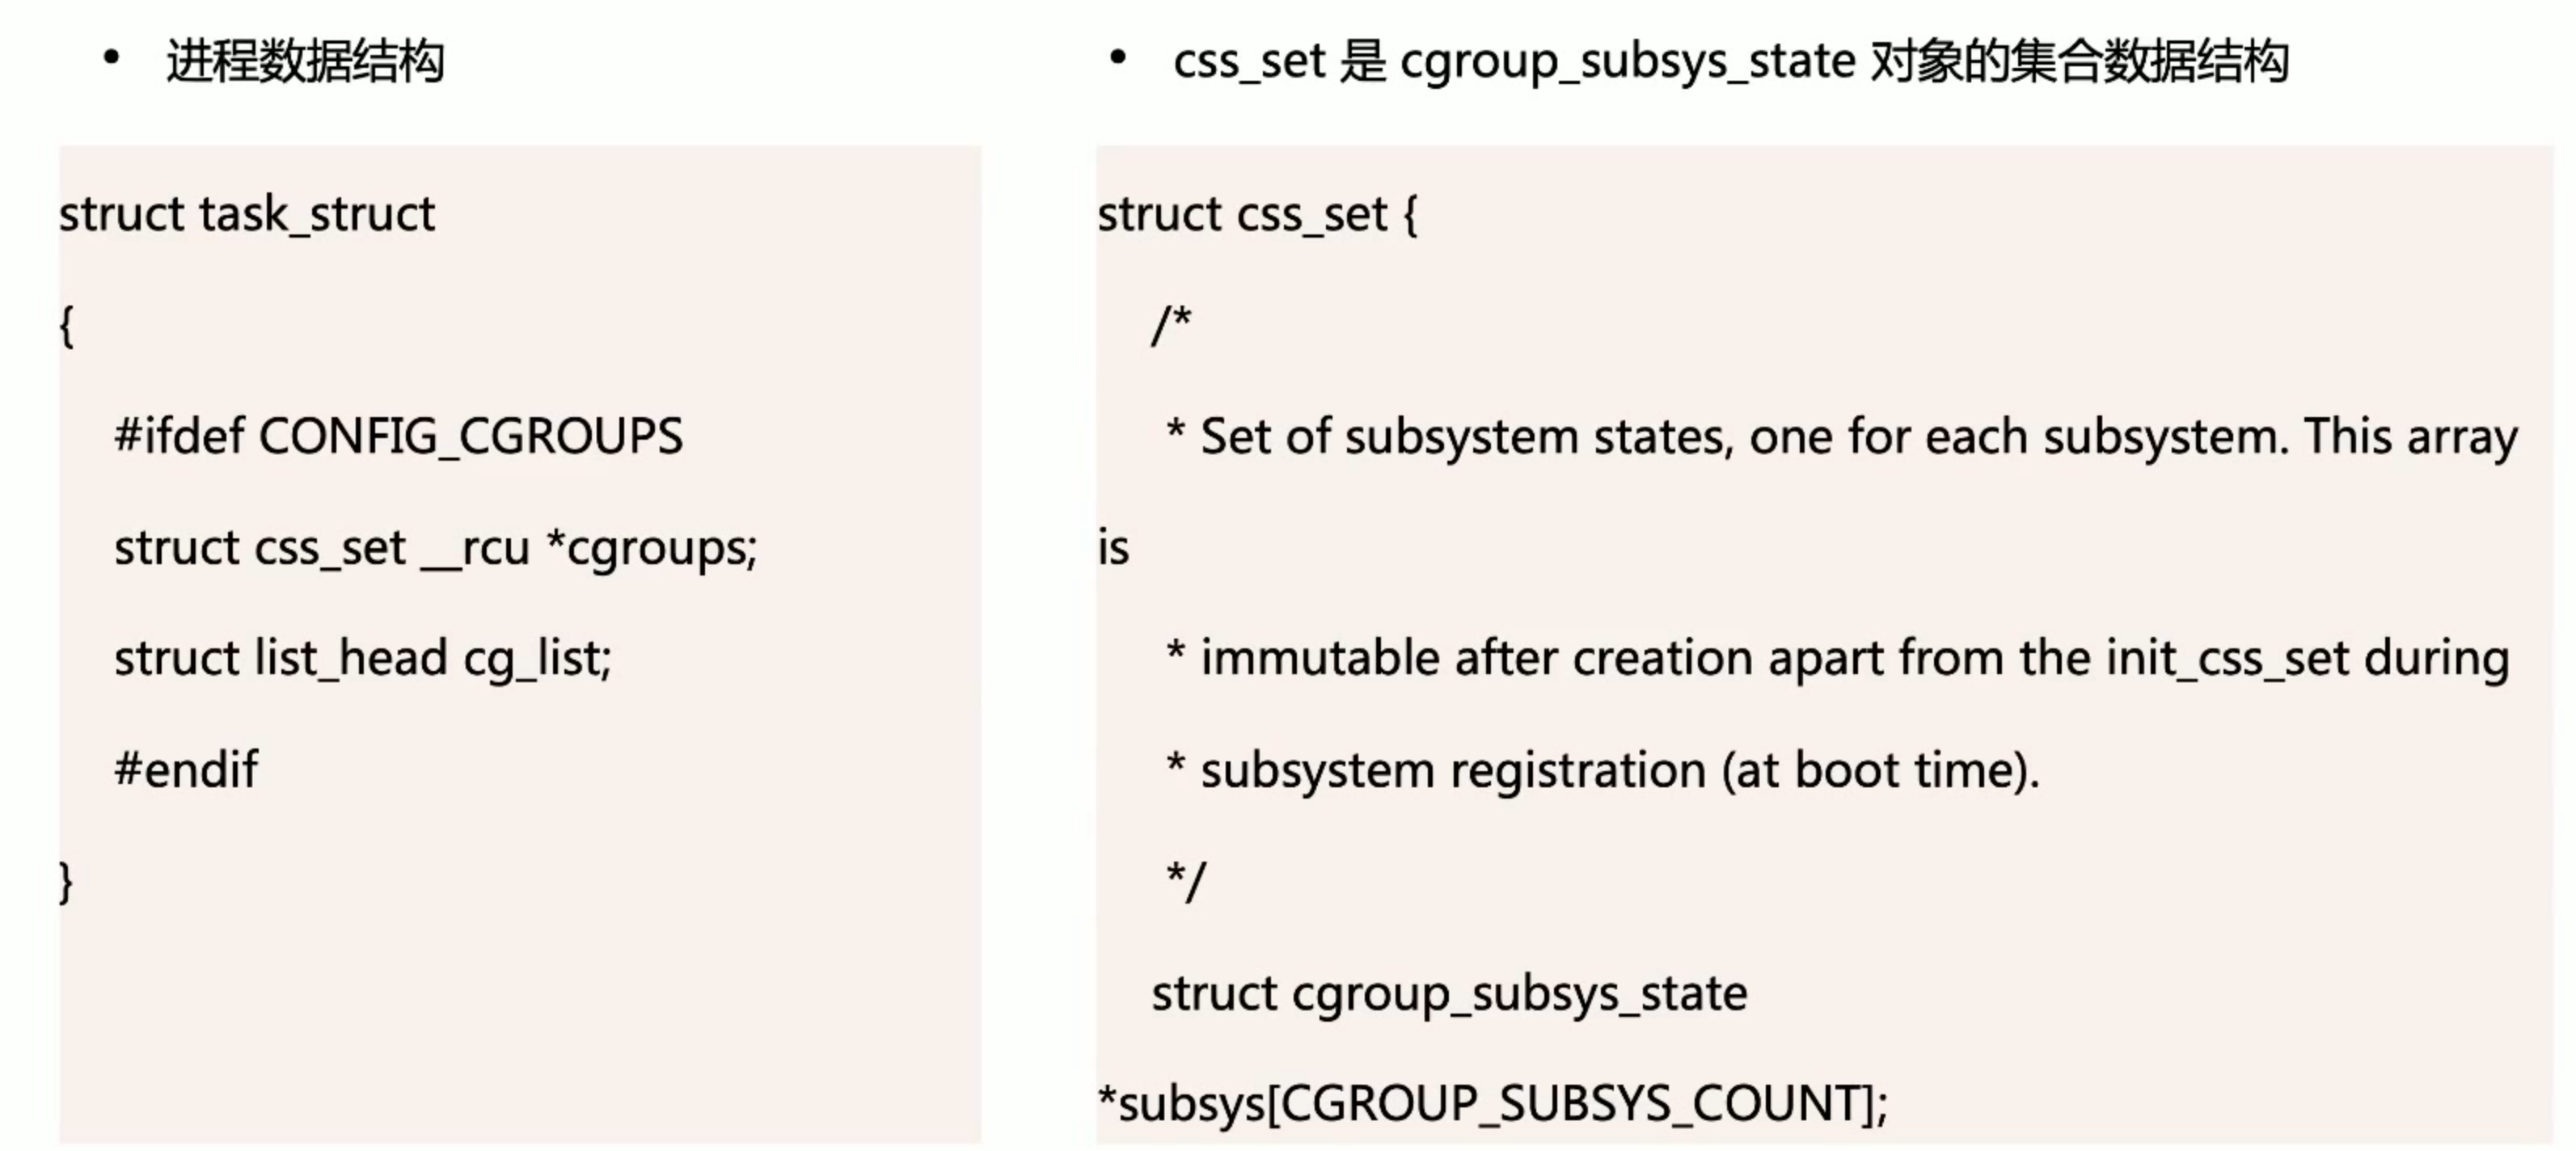 • 进程数据结构
struct task_struct
{
#ifdef CONFIG_CGROUPS
struct css_set __rcu *cgroups;
struct list_head cg_list;
#endif
}
• css_set 是 cgroup_subsys_state 对象的集合数据结构
struct css_set {
/*
* Set of subsystem states, one for each subsystem. This array
is
* immutable after creation apart from the init_css_set during
* subsystem registration (at boot time).
*/
struct cgroup_subsys_state
*subsys[CGROUP_SUBSYS_COUNT];